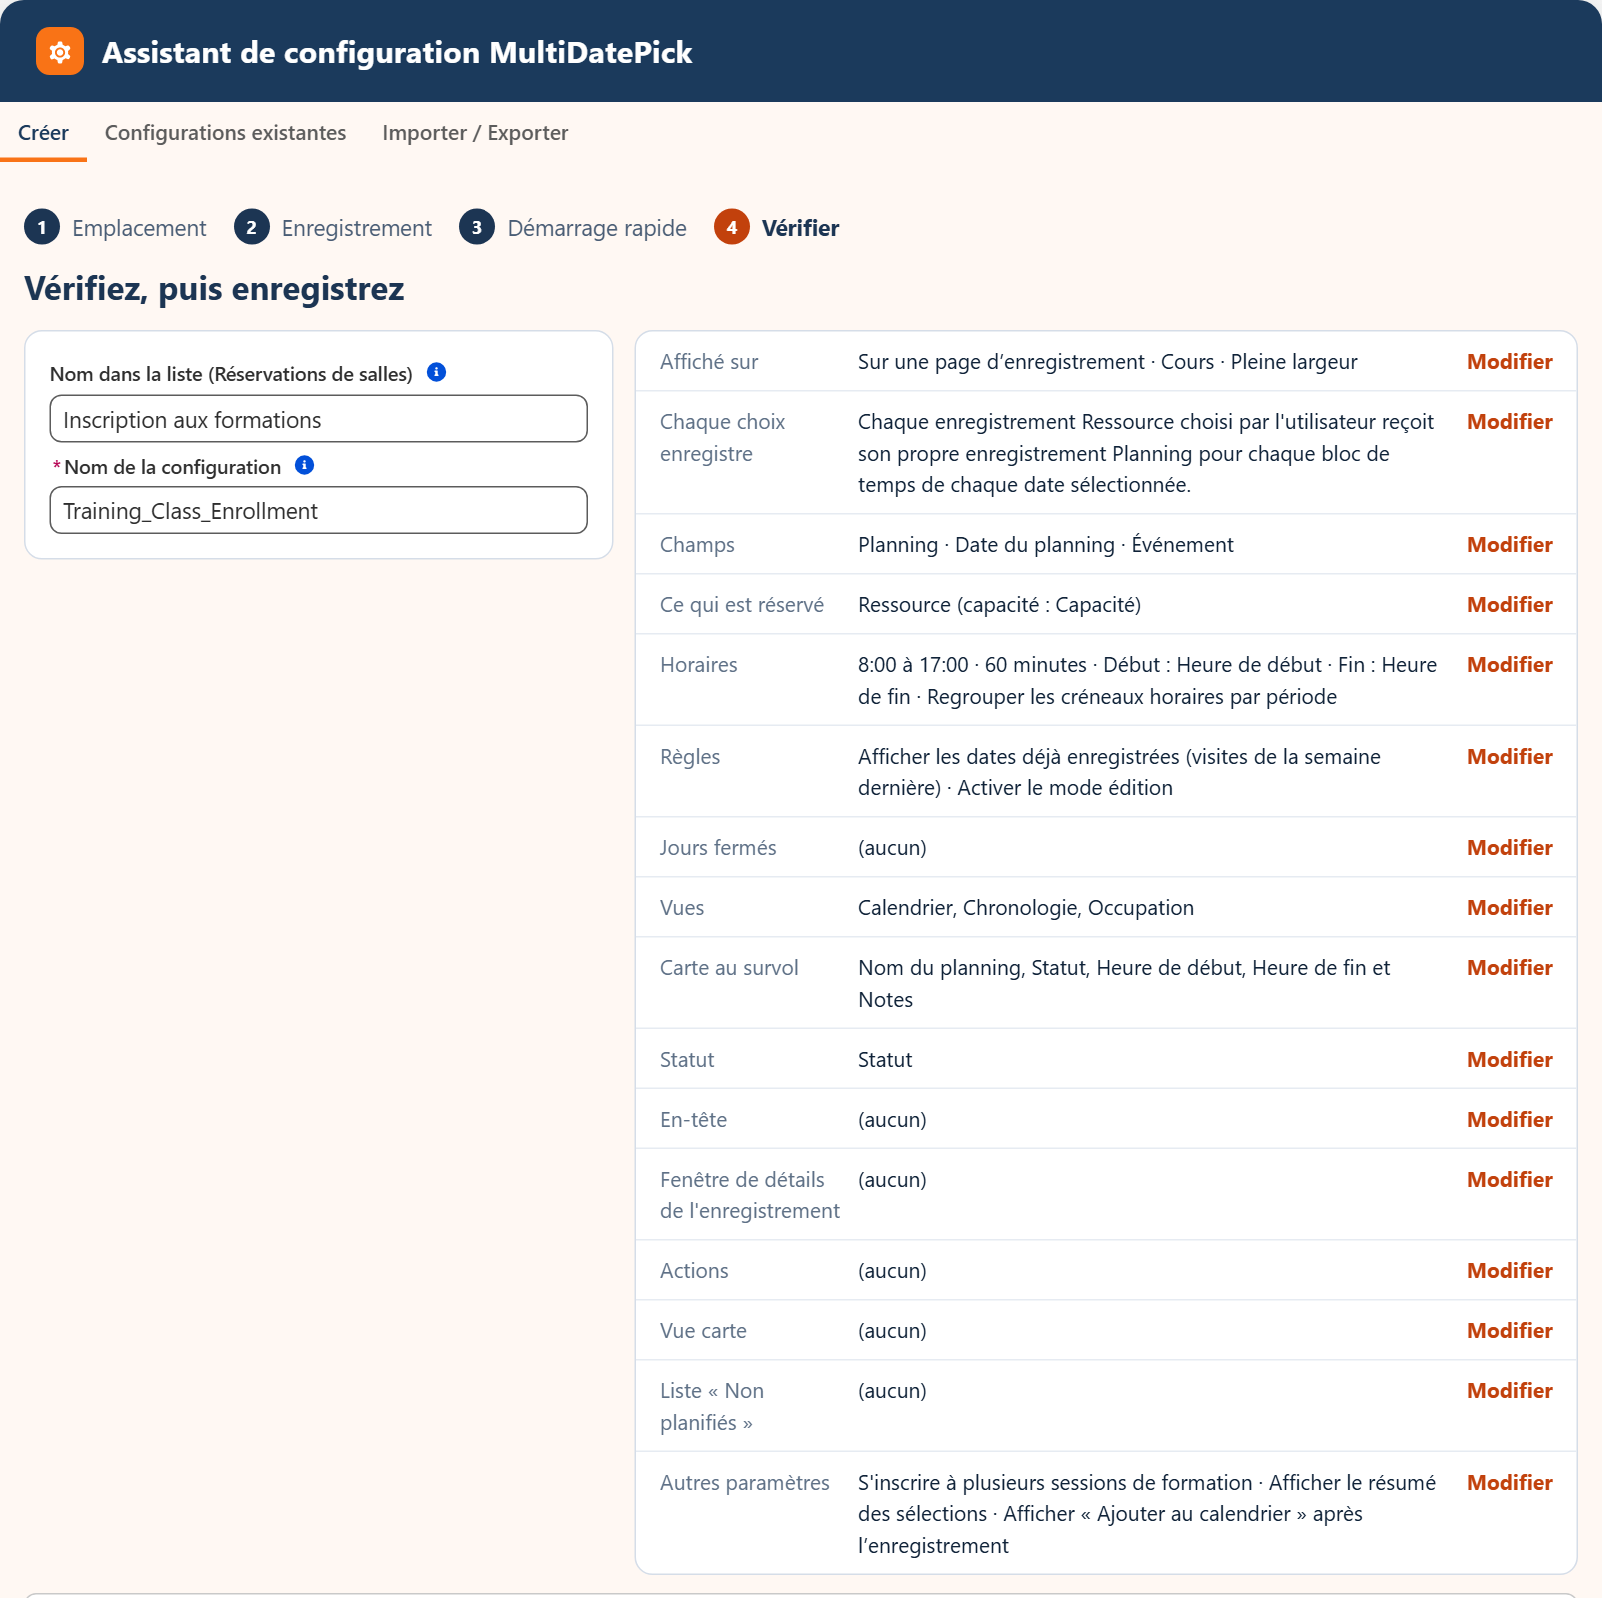 Assistant de configuration MultiDatePick
Créer
Configurations existantes
Importer / Exporter
1 Emplacement
2 Enregistrement
3 Démarrage rapide
4 Vérifier
Vérifiez, puis enregistrez
Nom dans la liste (Réservations de salles)
Inscription aux formations
*Nom de la configuration
Training_Class_Enrollment
Affiché sur
Sur une page d’enregistrement · Cours · Pleine largeur
Modifier
Chaque choix
enregistre
Chaque enregistrement Ressource choisi par l'utilisateur reçoit
son propre enregistrement Planning pour chaque bloc de
temps de chaque date sélectionnée.
Modifier
Champs
Planning · Date du planning · Événement
Modifier
Ce qui est réservé
Ressource (capacité : Capacité)
Modifier
Horaires
8:00 à 17:00 · 60 minutes · Début : Heure de début · Fin : Heure
de fin · Regrouper les créneaux horaires par période
Modifier
Règles
Afficher les dates déjà enregistrées (visites de la semaine
dernière) · Activer le mode édition
Modifier
Jours fermés
(aucun)
Modifier
Vues
Calendrier, Chronologie, Occupation
Modifier
Carte au survol
Nom du planning, Statut, Heure de début, Heure de fin et
Notes
Modifier
Statut
Statut
Modifier
En-tête
(aucun)
Modifier
Fenêtre de détails
de l'enregistrement
(aucun)
Modifier
Actions
(aucun)
Modifier
Vue carte
(aucun)
Modifier
Liste « Non
planifiés »
(aucun)
Modifier
Autres paramètres
S'inscrire à plusieurs sessions de formation · Afficher le résumé
des sélections · Afficher « Ajouter au calendrier » après
l’enregistrement
Modifier